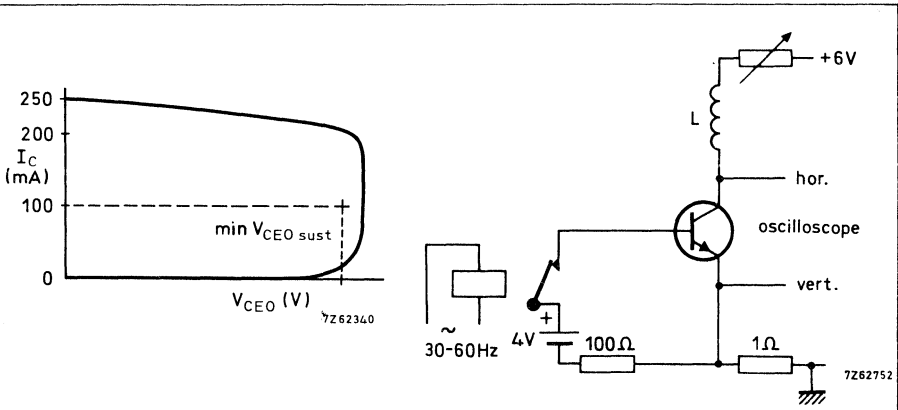 250
200
I_C
(mA)
100
0
min V_CEO sust
V_CEO (V)
7Z62340
+6V
L
hor.
oscilloscope
vert.
~
30-60Hz
+
4V
100Ω
1Ω
7Z62752